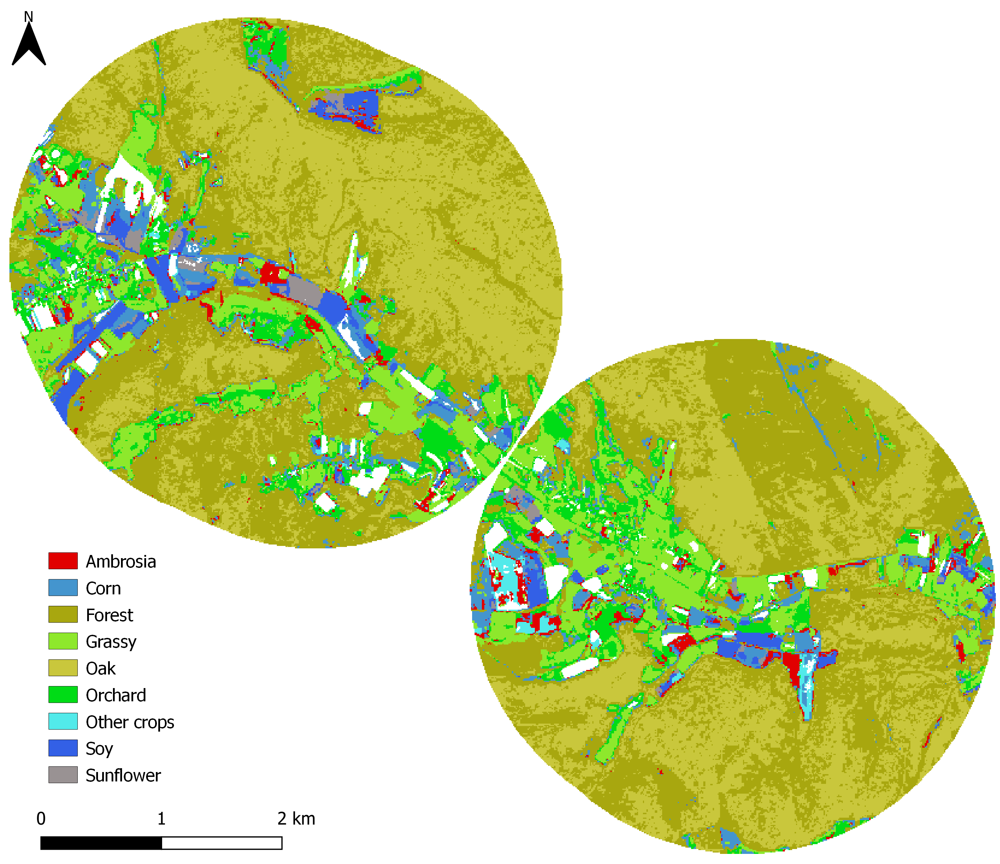 N
Ambrosia
Corn
Forest
Grassy
Oak
Orchard
Other crops
Soy
Sunflower
0 1 2 km